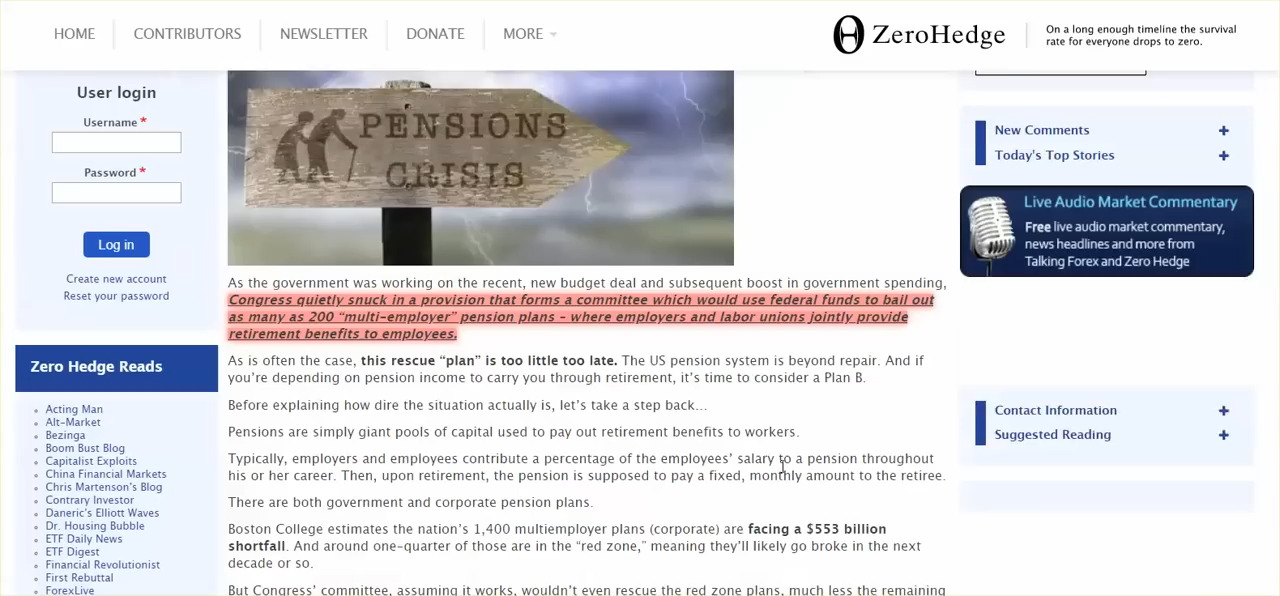 HOME
CONTRIBUTORS
NEWSLETTER
DONATE
MORE
ZeroHedge
On a long enough timeline the survival
rate for everyone drops to zero.
User login
Username *
Password *
Log in
Create new account
Reset your password
Zero Hedge Reads
Acting Man
Alt-Market
Bezinga
Boom Bust Blog
Capitalist Exploits
China Financial Markets
Chris Martenson's Blog
Contrary Investor
Daneric's Elliott Waves
Dr. Housing Bubble
ETF Daily News
ETF Digest
Financial Revolutionist
First Rebuttal
ForexLive
PENSIONS
CRISIS
As the government was working on the recent, new budget deal and subsequent boost in government spending,
Congress quietly snuck in a provision that forms a committee which would use federal funds to bail out
as many as 200 “multi-employer” pension plans – where employers and labor unions jointly provide
retirement benefits to employees.
As is often the case, this rescue “plan” is too little too late. The US pension system is beyond repair. And if
you’re depending on pension income to carry you through retirement, it’s time to consider a Plan B.
Before explaining how dire the situation actually is, let’s take a step back…
Pensions are simply giant pools of capital used to pay out retirement benefits to workers.
Typically, employers and employees contribute a percentage of the employees’ salary to a pension throughout
his or her career. Then, upon retirement, the pension is supposed to pay a fixed, monthly amount to the retiree.
There are both government and corporate pension plans.
Boston College estimates the nation’s 1,400 multiemployer plans (corporate) are facing a $553 billion
shortfall. And around one-quarter of those are in the “red zone,” meaning they’ll likely go broke in the next
decade or so.
But Congress’ committee, assuming it works, wouldn’t even rescue the red zone plans, much less the remaining
New Comments
Today's Top Stories
Live Audio Market Commentary
Free live audio market commentary,
news headlines and more from
Talking Forex and Zero Hedge
Contact Information
Suggested Reading